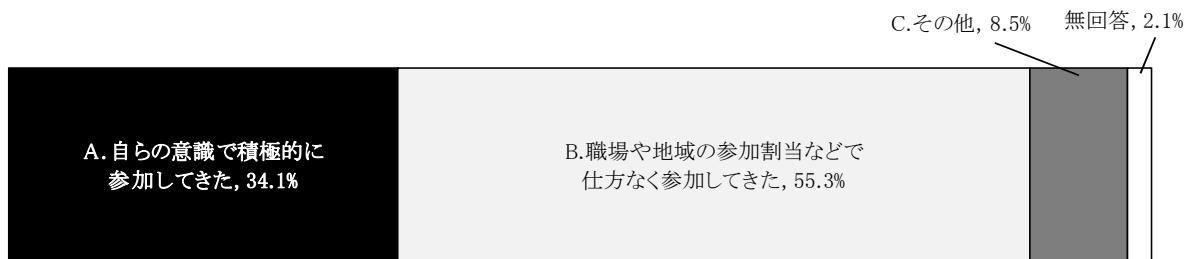 C.その他, 8.5%
無回答, 2.1%
A.自らの意識で積極的に
参加してきた, 34.1%
B.職場や地域の参加割当などで
仕方なく参加してきた, 55.3%